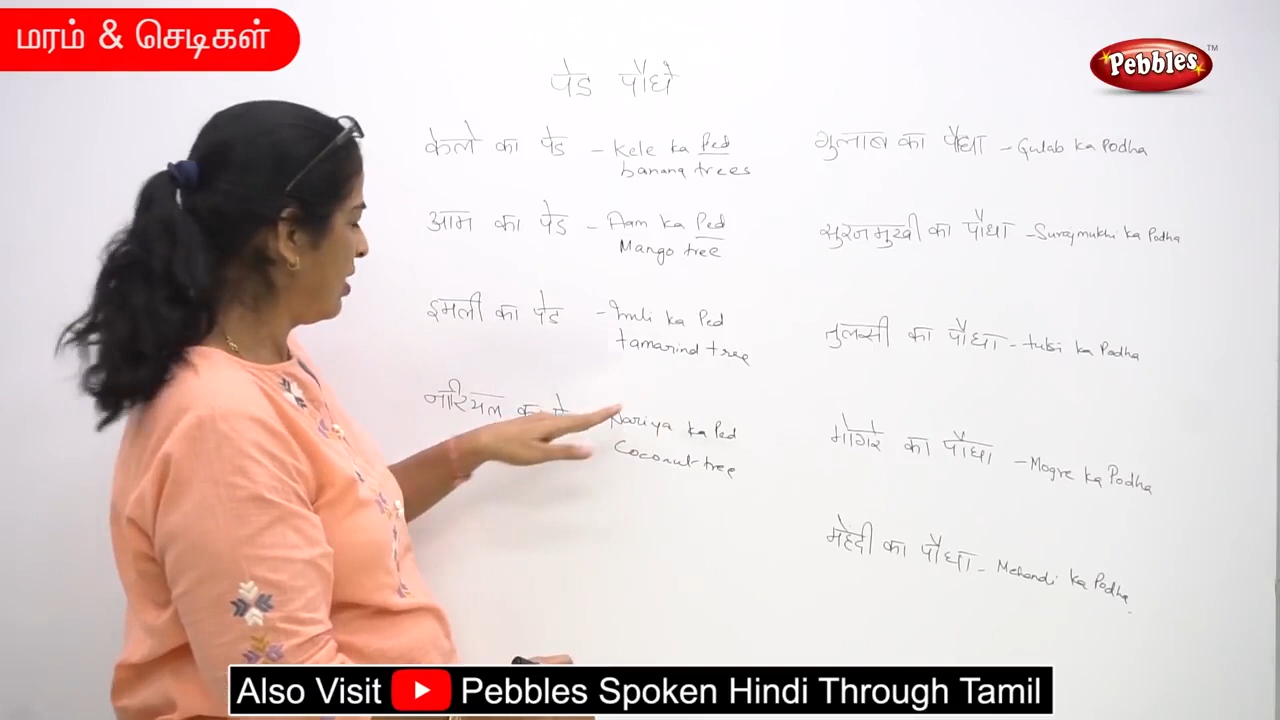 மரம் & செடிகள்
Pebbles™
पेड पौधे
केले का पेड - Kele ka Ped
banana trees
आम का पेड - Aam ka Ped
Mango tree
इमली का पेड - Imli ka Ped
tamarind tree
नारियल का - Nariya ka Ped
Coconut tree
गुलाब का पौधा - Gulab ka Podha
सुरजमुखी का पौधा - Surajmukhi ka Podha
तुलसी का पौधा - tulsi ka Podha
मोगरे का पौधा - Mogre ka Podha
मेहंदी का पौधा - Mehandi ka Podha
Also Visit Pebbles Spoken Hindi Through Tamil